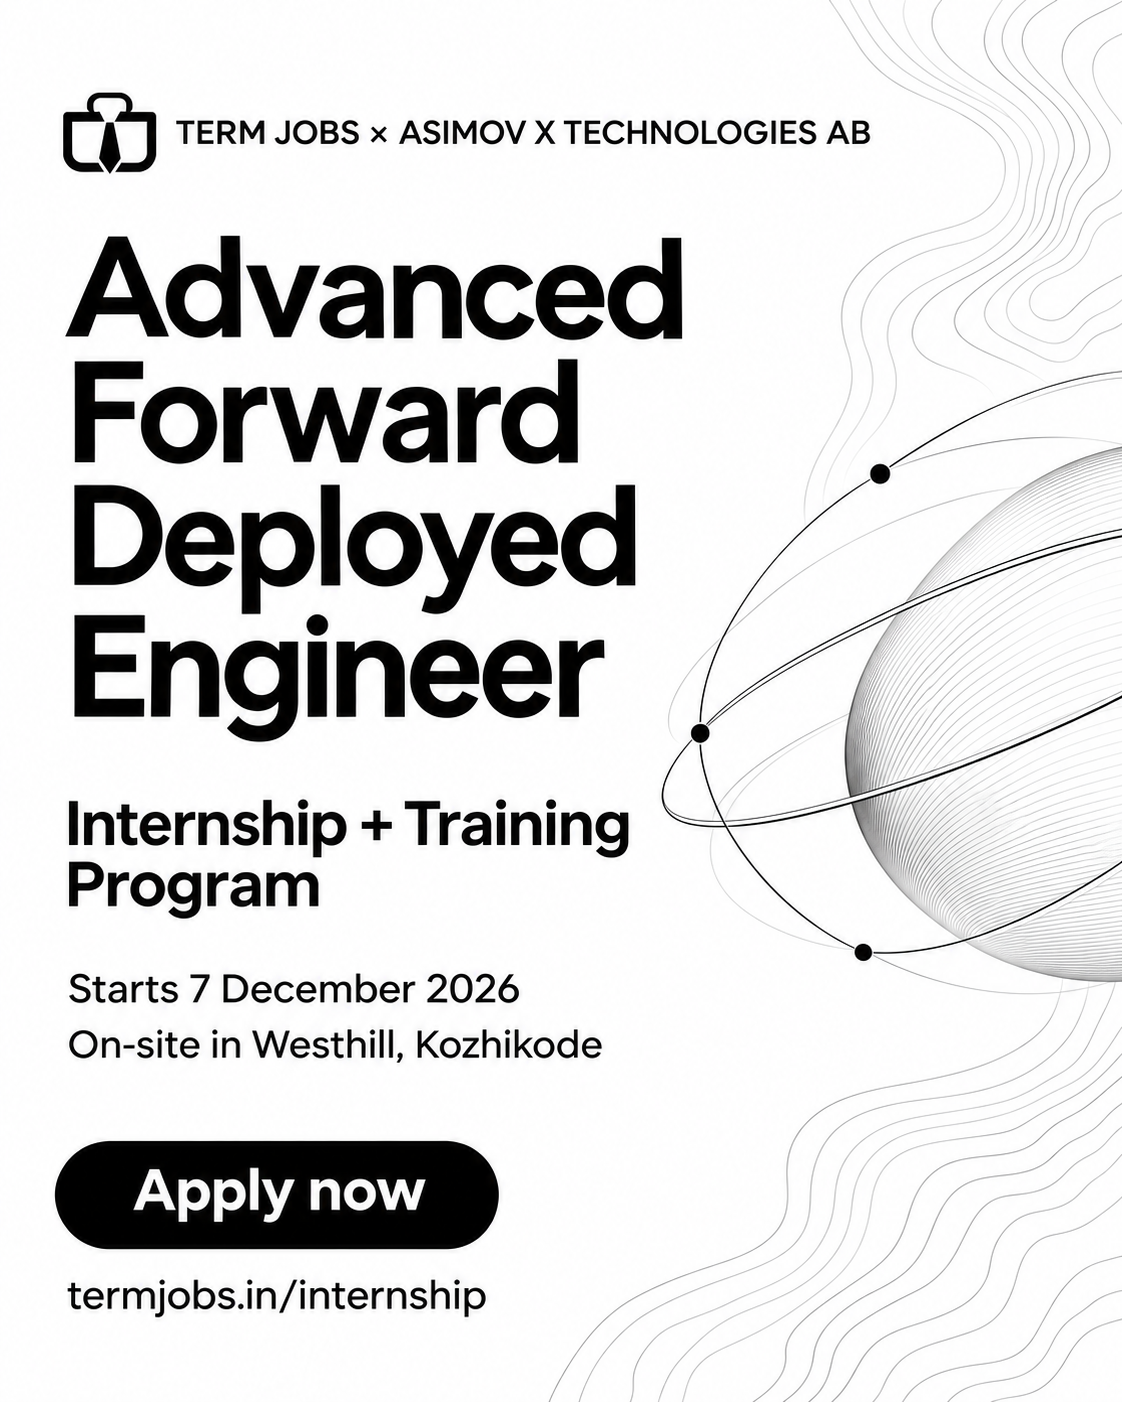 TERM JOBS × ASIMOV X TECHNOLOGIES AB
Advanced
Forward
Deployed
Engineer
Internship + Training
Program
Starts 7 December 2026
On-site in Westhill, Kozhikode
Apply now
termjobs.in/internship